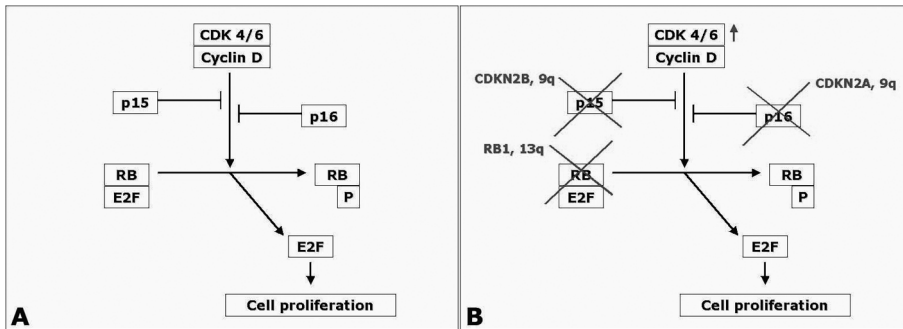 CDK 4/6
Cyclin D
p15
p16
RB
E2F
RB
P
E2F
Cell proliferation
A
CDK 4/6
Cyclin D
CDKN2B, 9q
CDKN2A, 9q
p15
p16
RB1, 13q
RB
E2F
RB
P
E2F
Cell proliferation
B